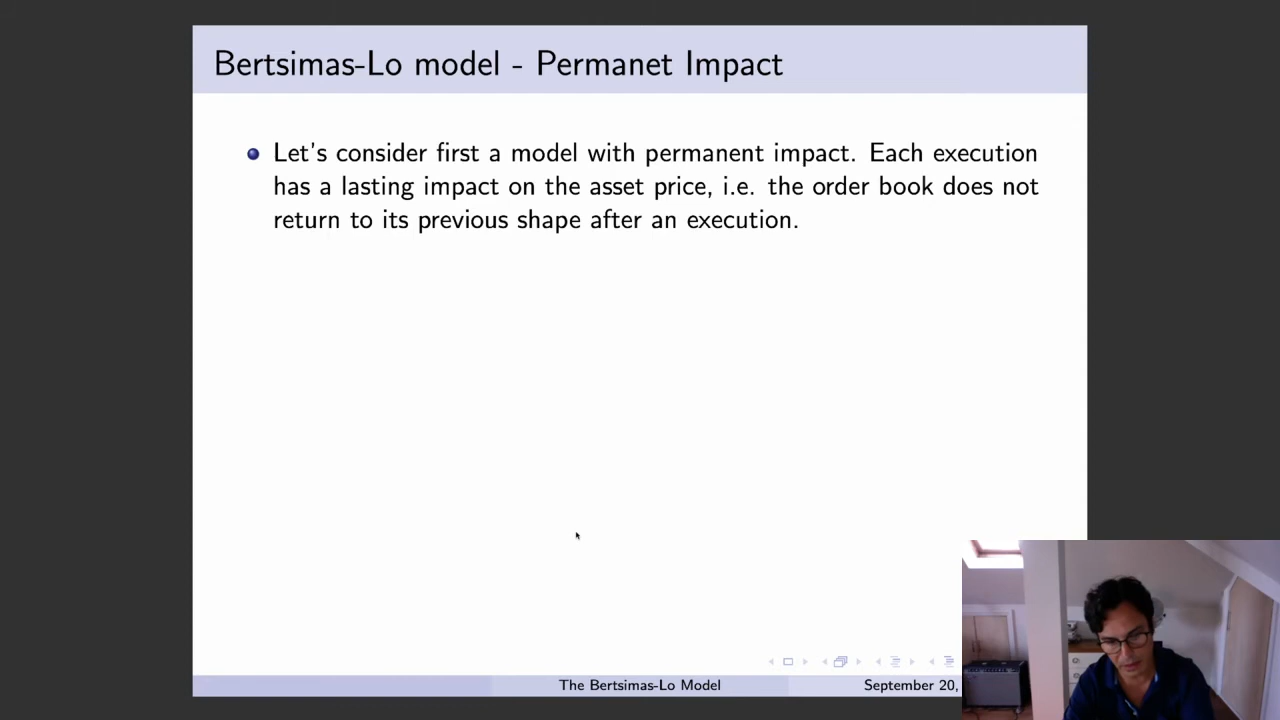 Bertsimas-Lo model - Permanet Impact
Let's consider first a model with permanent impact. Each execution
has a lasting impact on the asset price, i.e. the order book does not
return to its previous shape after an execution.
The Bertsimas-Lo Model
September 20,